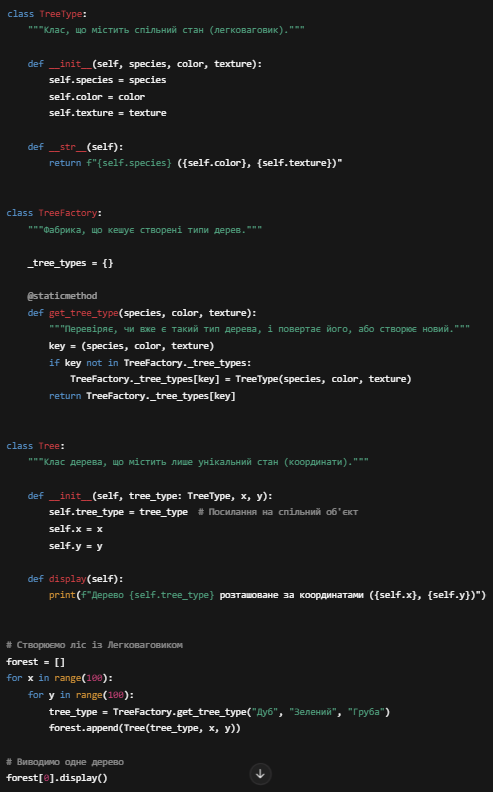 class TreeType:
    """Клас, що містить спільний стан (легковаговик)."""
    def __init__(self, species, color, texture):
        self.species = species
        self.color = color
        self.texture = texture
    def __str__(self):
        return f"{self.species} ({self.color}, {self.texture})"
class TreeFactory:
    """Фабрика, що кешує створені типи дерев."""
    _tree_types = {}
    @staticmethod
    def get_tree_type(species, color, texture):
        """Перевіряє, чи вже є такий тип дерева, і повертає його, або створює новий."""
        key = (species, color, texture)
        if key not in TreeFactory._tree_types:
            TreeFactory._tree_types[key] = TreeType(species, color, texture)
        return TreeFactory._tree_types[key]
class Tree:
    """Клас дерева, що містить лише унікальний стан (координати)."""
    def __init__(self, tree_type: TreeType, x, y):
        self.tree_type = tree_type  # Посилання на спільний об'єкт
        self.x = x
        self.y = y
    def display(self):
        print(f"Дерево {self.tree_type} розташоване за координатами ({self.x}, {self.y})")
# Створюємо ліс із Легковаговиком
forest = []
for x in range(100):
    for y in range(100):
        tree_type = TreeFactory.get_tree_type("Дуб", "Зелений", "Груба")
        forest.append(Tree(tree_type, x, y))
# Виводимо одне дерево
forest[0].display()